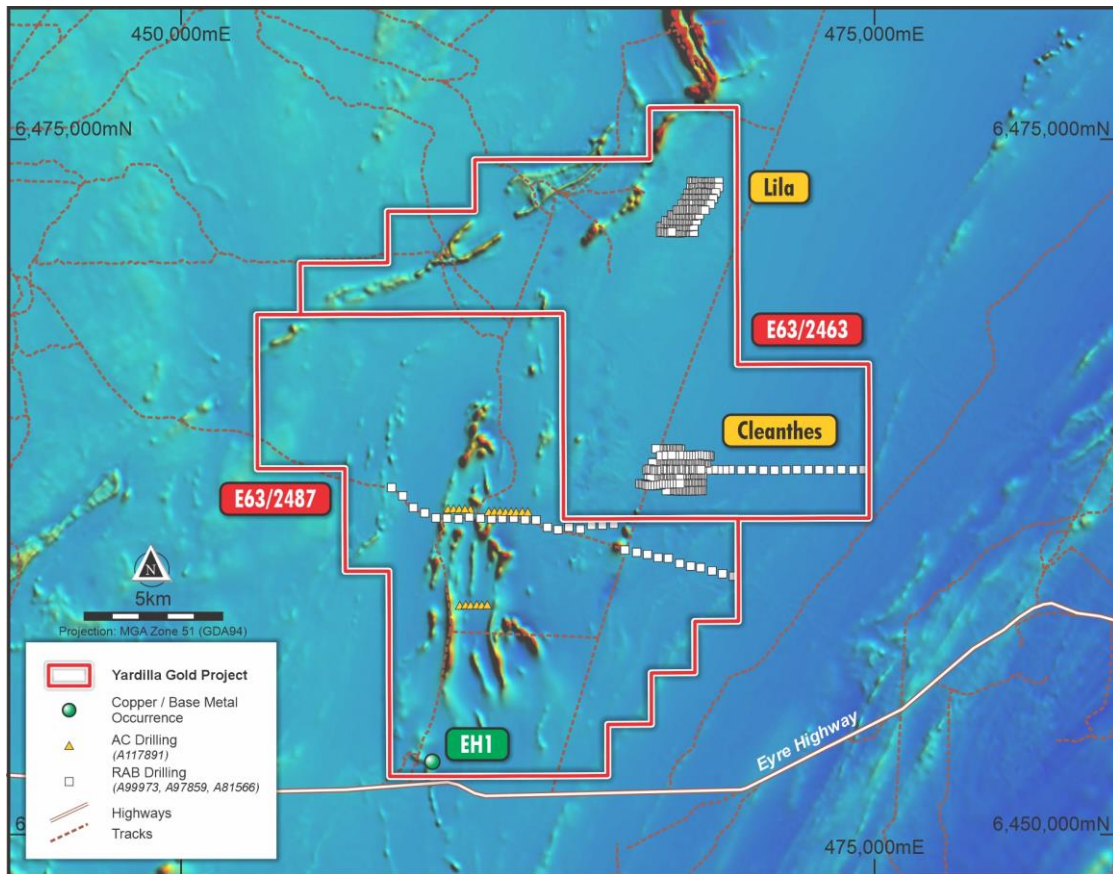 450,000mE
475,000mE
6,475,000mN
6,475,000mN
Lila
E63/2463
Cleanthes
E63/2487
N
5km
Projection: MGA Zone 51 (GDA94)
Yardilla Gold Project
Copper / Base Metal
Occurrence
AC Drilling
(A117891)
RAB Drilling
(A99973, A97859, A81566)
Highways
Tracks
EH1
Eyre Highway
6,450,000mN
475,000mE